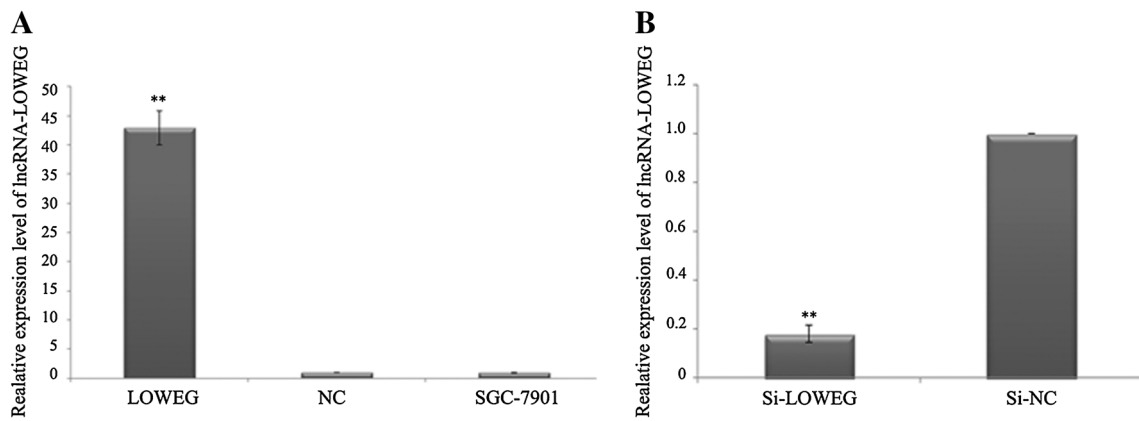 A
Realative expression level of lncRNA-LOWEG
50
45
40
35
30
25
20
15
10
5
0
**
LOWEG
NC
SGC-7901
B
Realative expression level of lncRNA-LOWEG
1.2
1.0
0.8
0.6
0.4
0.2
0
**
Si-LOWEG
Si-NC